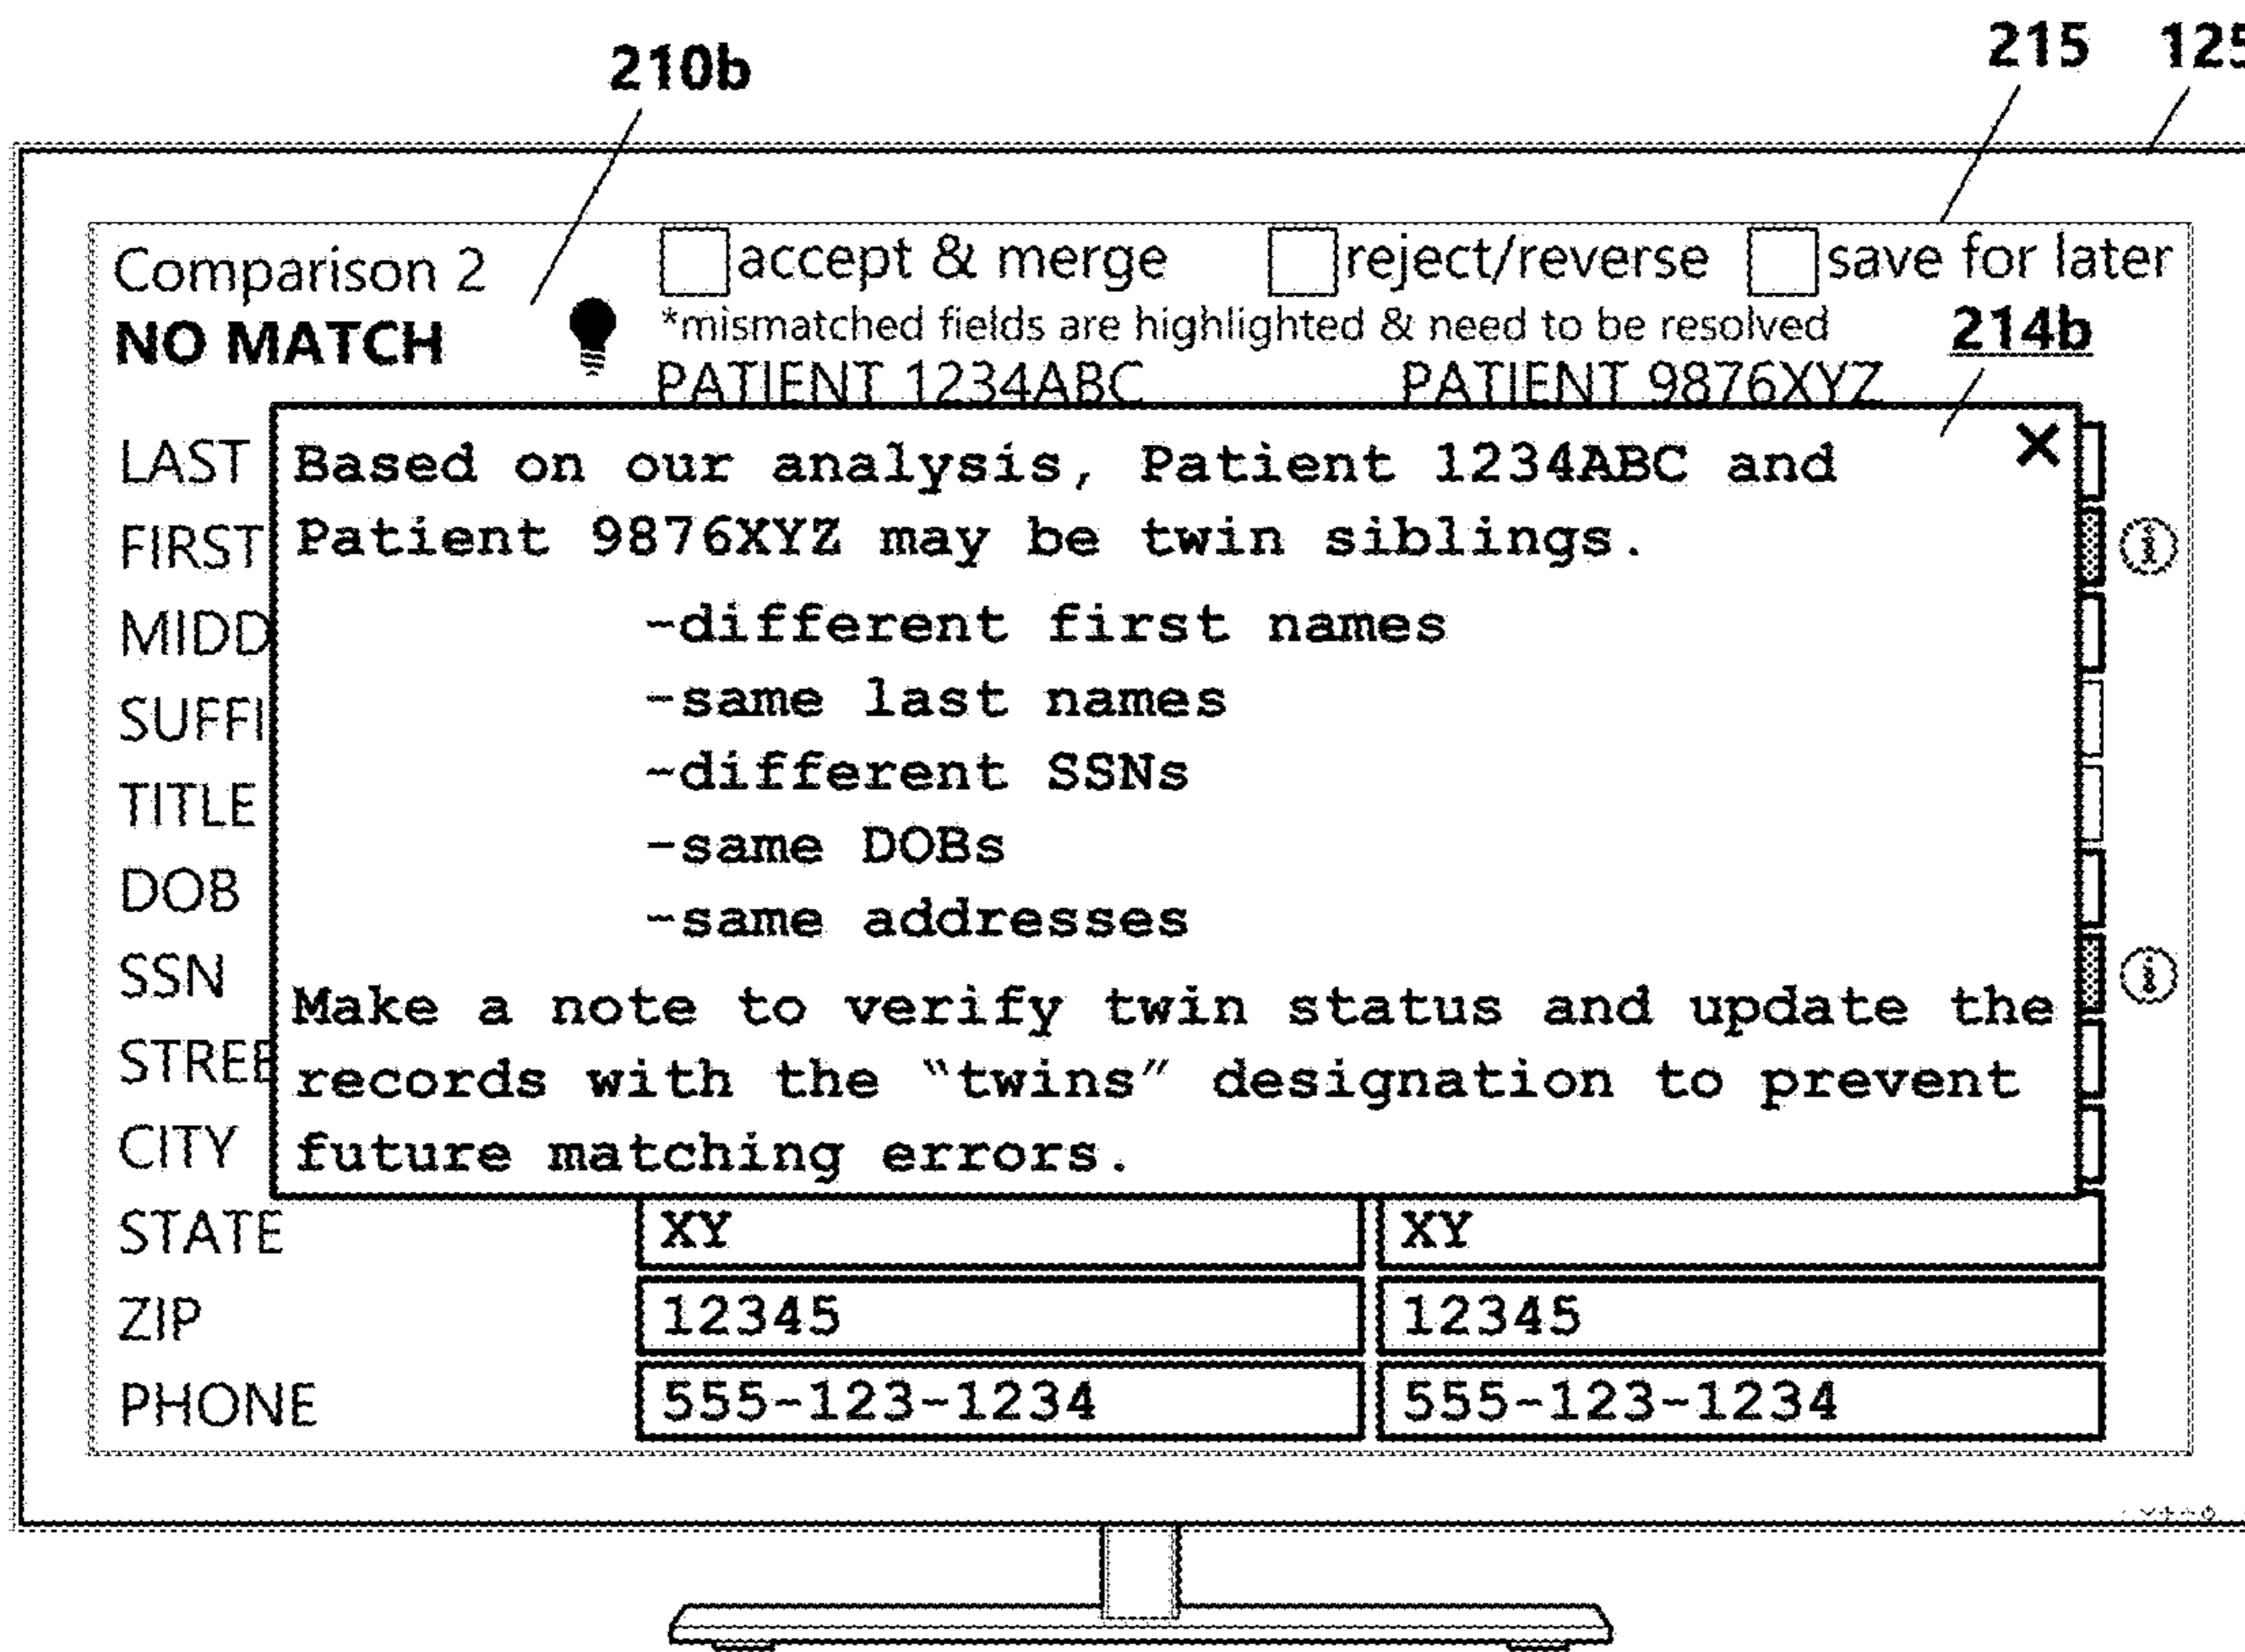 210b
215 125
Comparison 2
accept & merge
reject/reverse
save for later
NO MATCH
*mismatched fields are highlighted & need to be resolved
214b
PATIENT 1234ABC
PATIENT 9876XYZ
LAST
FIRST
MIDD
SUFFI
TITLE
DOB
SSN
STREE
CITY
Based on our analysis, Patient 1234ABC and
Patient 9876XYZ may be twin siblings.
-different first names
-same last names
-different SSNs
-same DOBs
-same addresses
Make a note to verify twin status and update the
records with the “twins” designation to prevent
future matching errors.
X
i
i
STATE XY XY
ZIP 12345 12345
PHONE 555-123-1234 555-123-1234